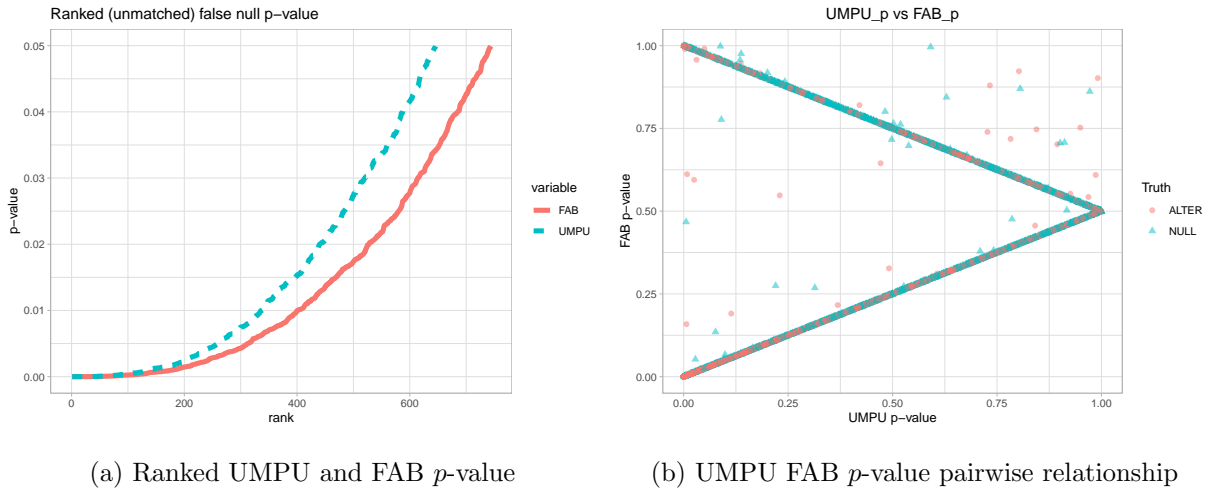 Ranked (unmatched) false null p−value
0.05
0.04
0.03
0.02
0.01
0.00
p−value
0
200
400
600
rank
variable
FAB
UMPU
UMPU_p vs FAB_p
1.00
0.75
0.50
0.25
0.00
FAB p−value
0.00
0.25
0.50
0.75
1.00
UMPU p−value
Truth
ALTER
NULL
(a) Ranked UMPU and FAB p-value
(b) UMPU FAB p-value pairwise relationship